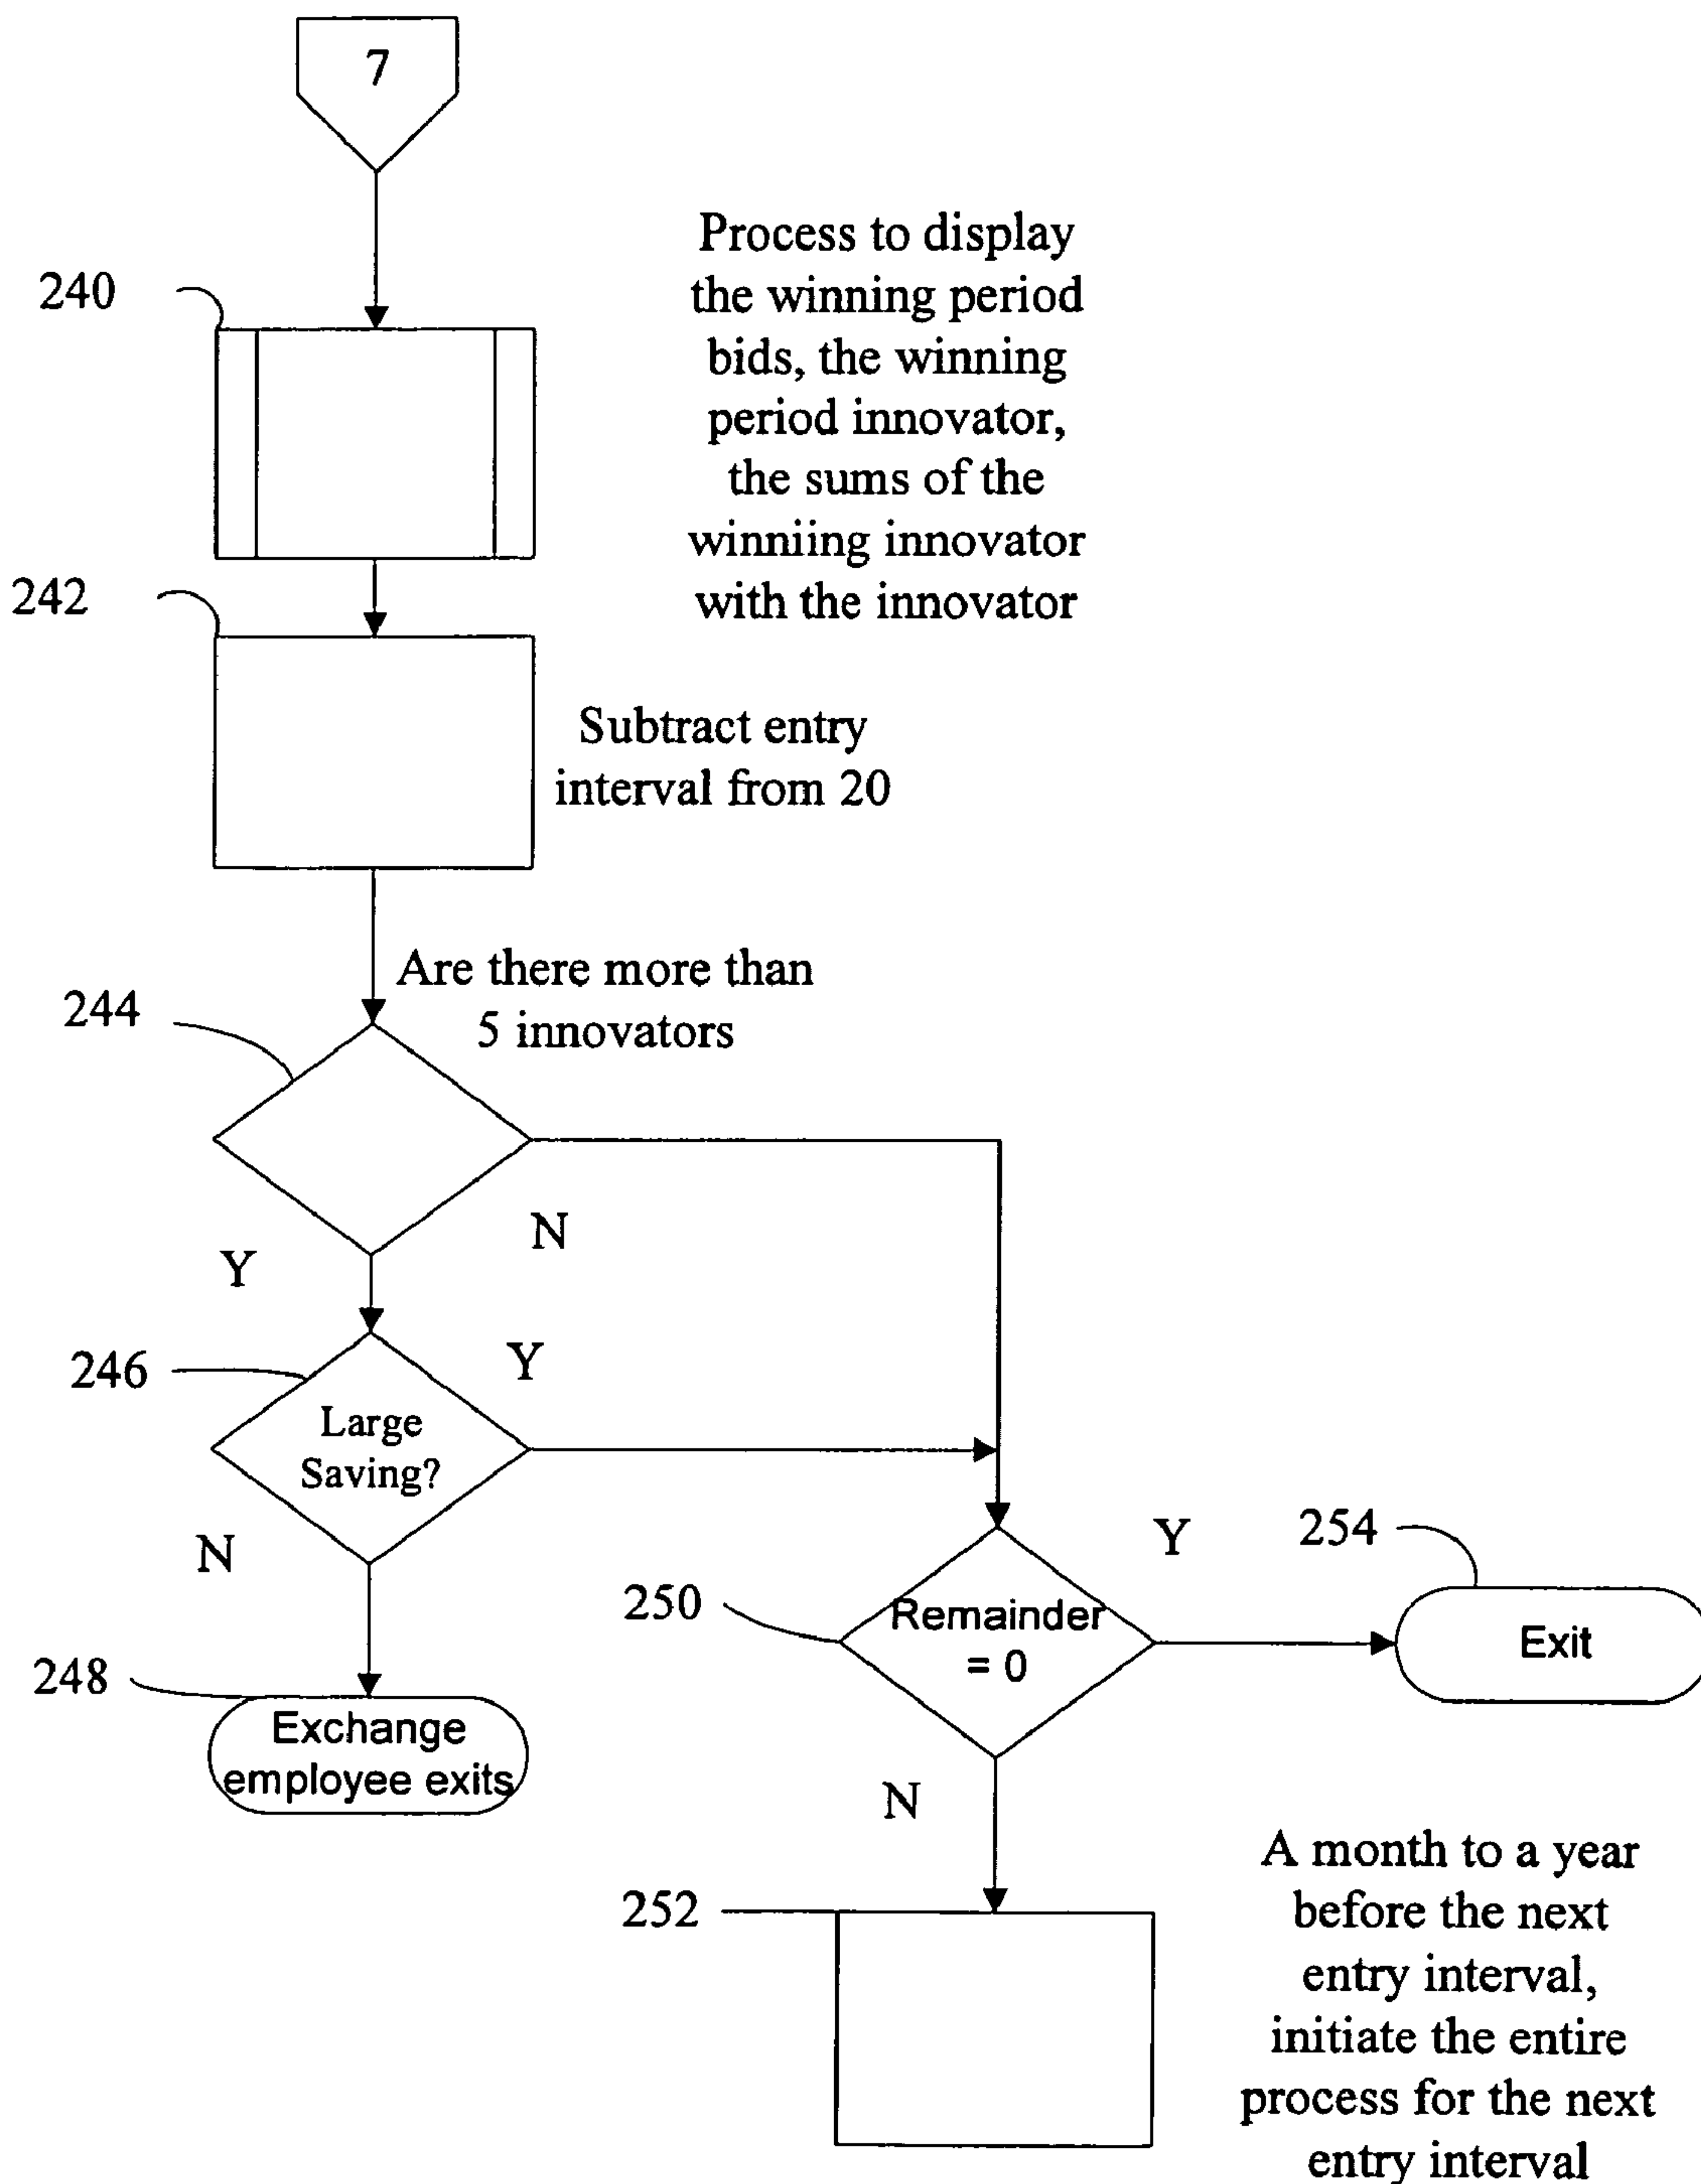 7
240
Process to display
the winning period
bids, the winning
period innovator,
the sums of the
winniing innovator
with the innovator
242
Subtract entry
interval from 20
Are there more than
5 innovators
244
N
Y
246
Y
Large
Saving?
N
248
Exchange
employee exits
250
Remainder
= 0
Y
254
Exit
N
252
A month to a year
before the next
entry interval,
initiate the entire
process for the next
entry interval